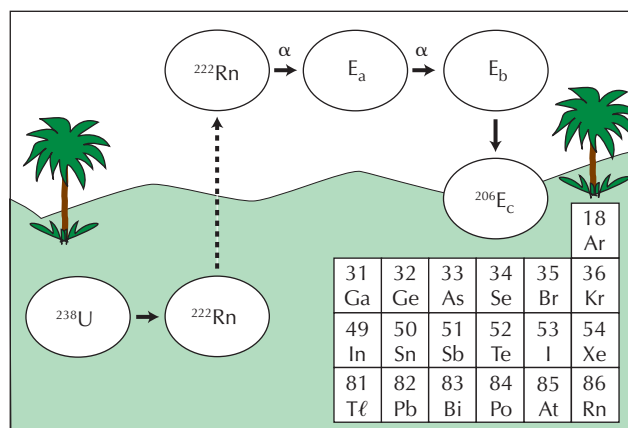 α α
²²²Rn Eₐ E_b
²⁰⁶E_c
²³⁸U ²²²Rn
18
Ar
31 32 33 34 35 36
Ga Ge As Se Br Kr
49 50 51 52 53 54
In Sn Sb Te I Xe
81 82 83 84 85 86
Tℓ Pb Bi Po At Rn